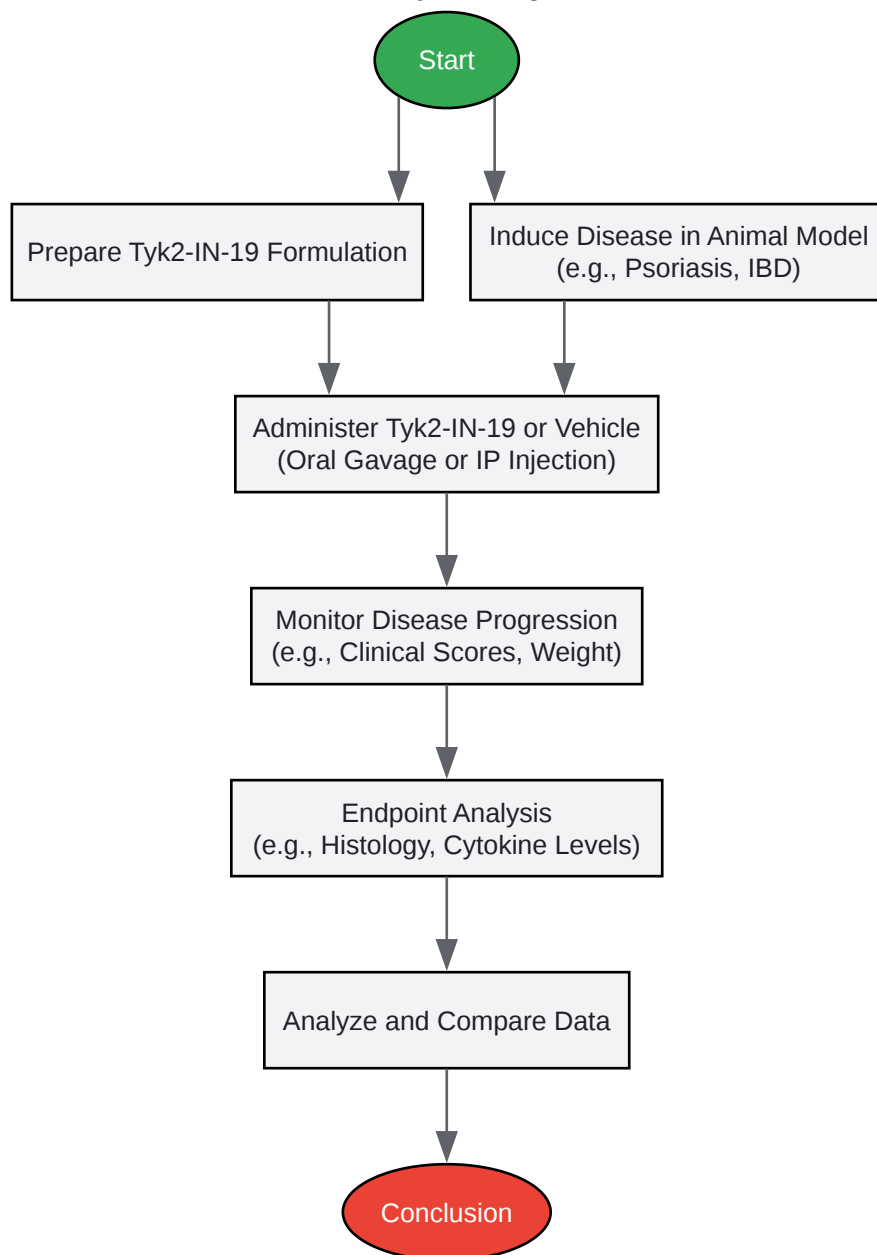 Start
Prepare Tyk2-IN-19 Formulation
Induce Disease in Animal Model
(e.g., Psoriasis, IBD)
Administer Tyk2-IN-19 or Vehicle
(Oral Gavage or IP Injection)
Monitor Disease Progression
(e.g., Clinical Scores, Weight)
Endpoint Analysis
(e.g., Histology, Cytokine Levels)
Analyze and Compare Data
Conclusion